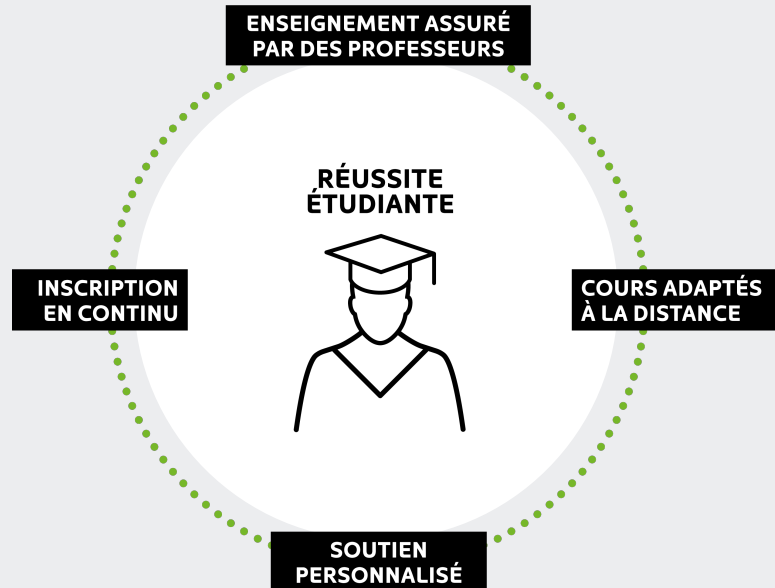 ENSEIGNEMENT ASSURÉ
PAR DES PROFESSEURS
RÉUSSITE
ÉTUDIANTE
INSCRIPTION
EN CONTINU
COURS ADAPTÉS
À LA DISTANCE
SOUTIEN
PERSONNALISÉ